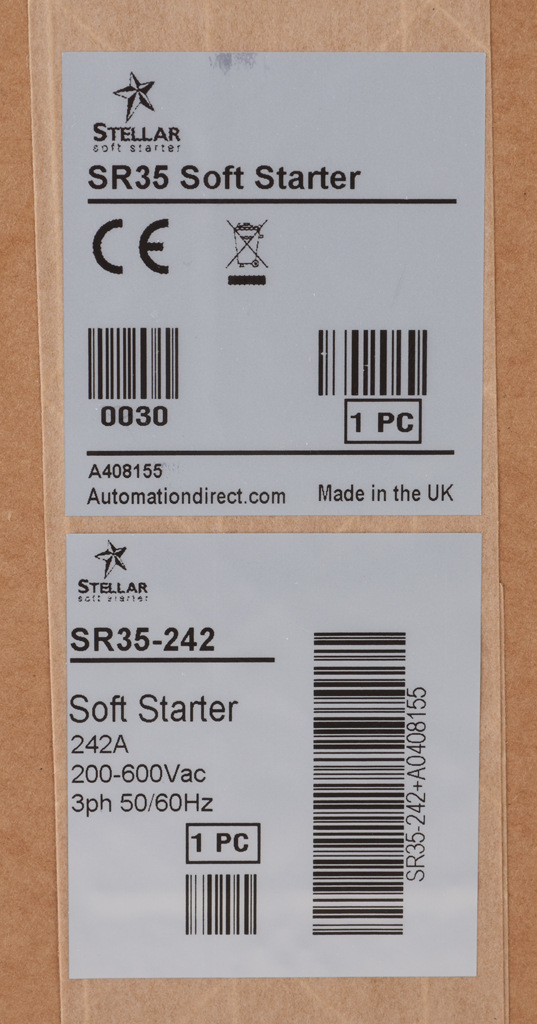 STELLAR
soft starter
SR35 Soft Starter
CE
0030
1 PC
A408155
Automationdirect.com
Made in the UK
STELLAR
soft starter
SR35-242
Soft Starter
242A
200-600Vac
3ph 50/60Hz
1 PC
SR35-242+A0408155